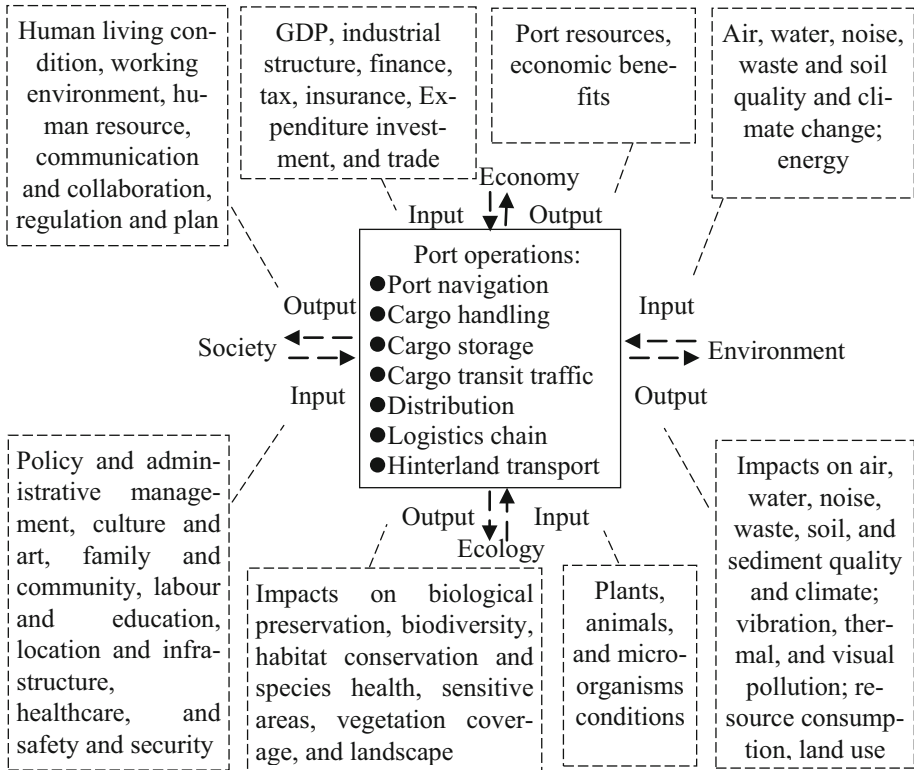 Human living con-
dition, working
environment, hu-
man resource,
communication
and collaboration,
regulation and plan
GDP, industrial
structure, finance,
tax, insurance, Ex-
penditure invest-
ment, and trade
Port resources,
economic bene-
fits
Air, water, noise,
waste and soil
quality and cli-
mate change;
energy
Economy
Input
Output
Port operations:
●Port navigation
●Cargo handling
●Cargo storage
●Cargo transit traffic
●Distribution
●Logistics chain
●Hinterland transport
Output
Society
Input
Input
Environment
Output
Output
Input
Ecology
Policy and admin-
istrative manage-
ment, culture and
art, family and
community, labour
and education,
location and infra-
structure,
healthcare, and
safety and security
Impacts on biological
preservation, biodiversity,
habitat conservation and
species health, sensitive
areas, vegetation cover-
age, and landscape
Plants,
animals,
and micro-
organisms
conditions
Impacts on air,
water, noise,
waste, soil, and
sediment quality
and climate;
vibration, ther-
mal, and visual
pollution; re-
source consump-
tion, land use